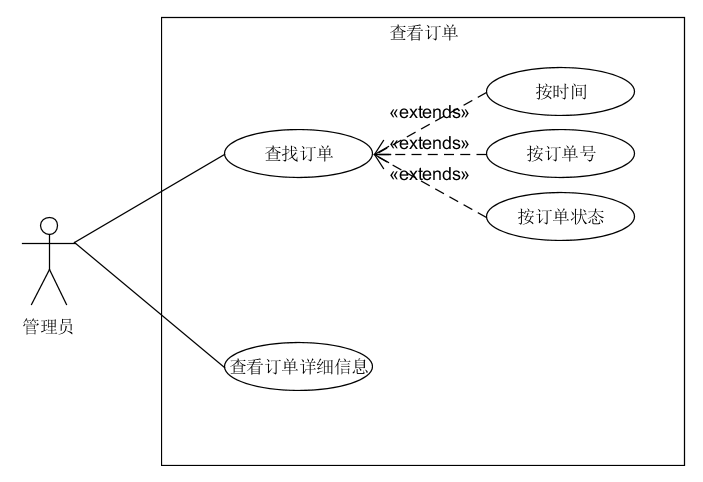 查看订单
按时间
«extends»
查找订单
«extends»
按订单号
«extends»
按订单状态
管理员
查看订单详细信息